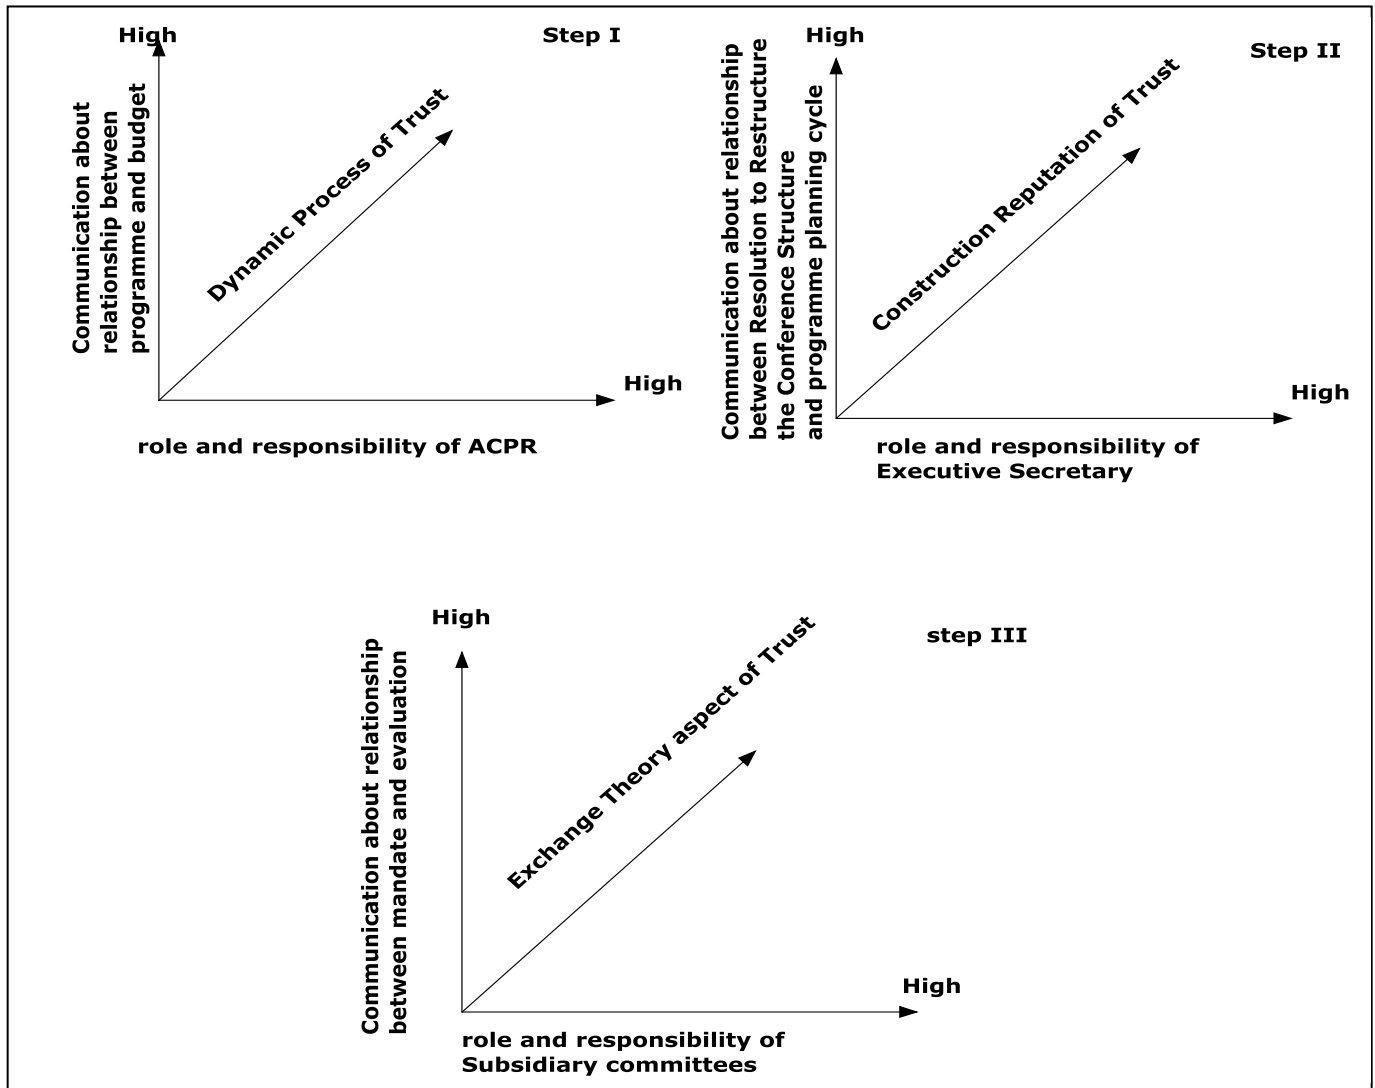 High
Step I
Communication about
relationship between
programme and budget
Dynamic Process of Trust
High
role and responsibility of ACPR
High
Step II
Communication about relationship
between Resolution to Restructure
the Conference Structure
and programme planning cycle
Construction Reputation of Trust
High
role and responsibility of
Executive Secretary
High
step III
Communication about relationship
between mandate and evaluation
Exchange Theory aspect of Trust
High
role and responsibility of
Subsidiary committees